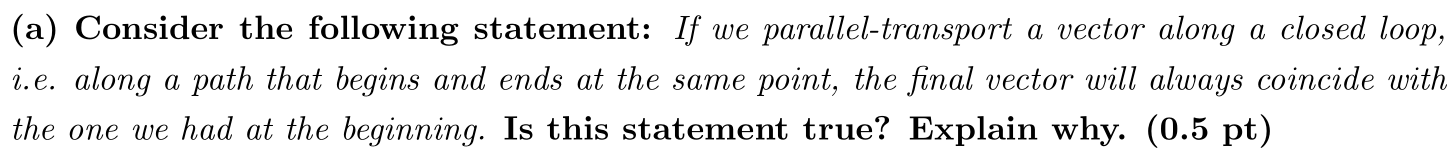 (a) Consider the following statement: If we parallel-transport a vector along a closed loop,
i.e. along a path that begins and ends at the same point, the final vector will always coincide with
the one we had at the beginning. Is this statement true? Explain why. (0.5 pt)